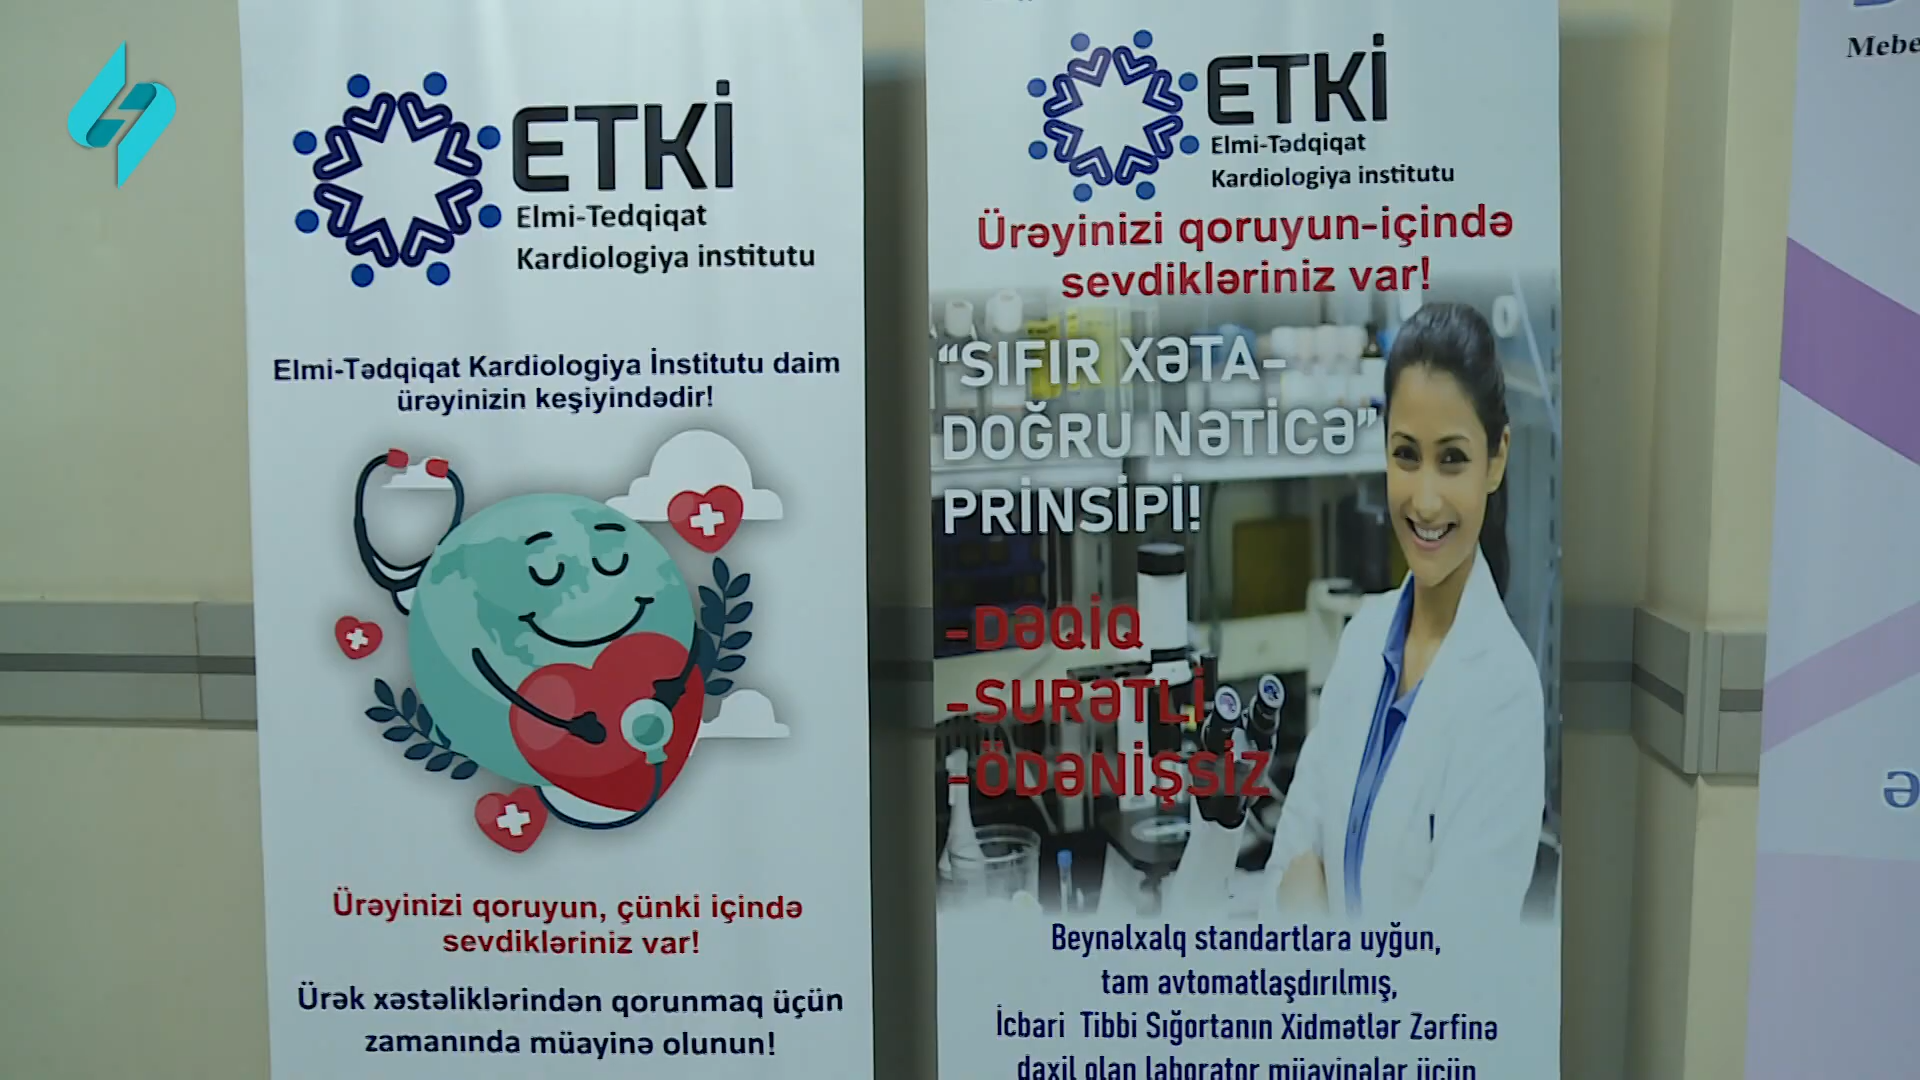 ETKİ
Elmi-Tedqiqat
Kardiologiya institutu
Elmi-Tədqiqat Kardiologiya İnstitutu daim
ürəyinizin keşiyindədir!
Ürəyinizi qoruyun, çünki içində
sevdikləriniz var!
Ürək xəstəliklərindən qorunmaq üçün
zamanında müayinə olunun!
ETKİ
Elmi-Tədqiqat
Kardiologiya institutu
Ürəyinizi qoruyun-içində
sevdikləriniz var!
“SIFIR XƏTA-
DOĞRU NƏTİCƏ”
PRİNSİPİ!
-DƏQİQ
-SURƏTLİ
-ÖDƏNİŞSİZ
Beynəlxalq standartlara uyğun,
tam avtomatlaşdırılmış,
İcbari Tibbi Sığortanın Xidmətlər Zərfinə
daxil olan laborator müayinələr üçün